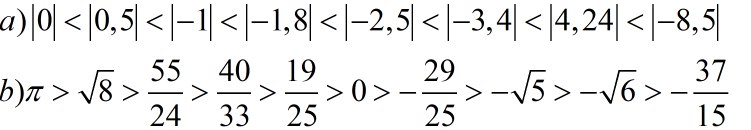 a)|0| < |0,5| < |−1| < |−1,8| < |−2,5| < |−3,4| < |4,24| < |−8,5|
b)π > √8 > 55/24 > 40/33 > 19/25 > 0 > −29/25 > −√5 > −√6 > −37/15